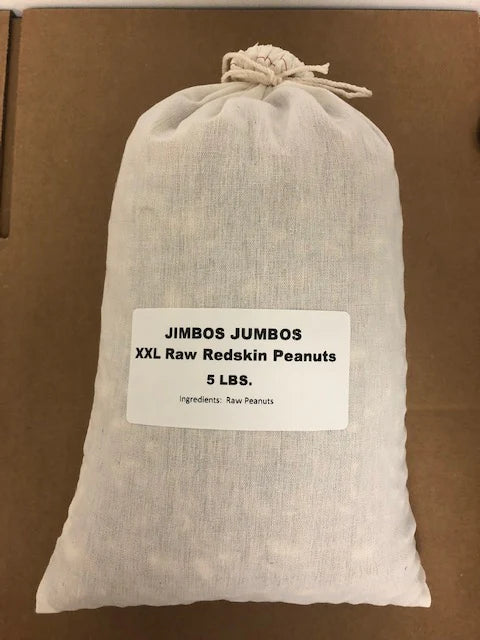 JIMBOS JUMBOS
XXL Raw Redskin Peanuts
5 LBS.
Ingredients: Raw Peanuts